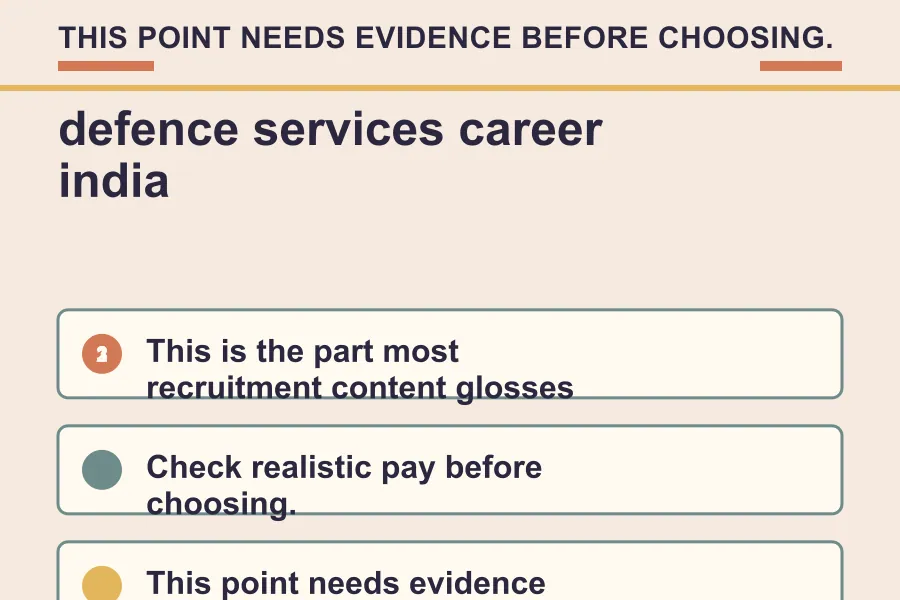 THIS POINT NEEDS EVIDENCE BEFORE CHOOSING.
defence services career
india
This is the part most
recruitment content glosses
Check realistic pay before
choosing.
This point needs evidence